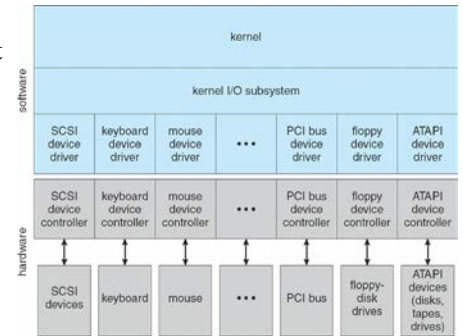 t
kernel
kernel I/O subsystem
software
SCSI device driver
keyboard device driver
mouse device driver
•••
PCI bus device driver
floppy device driver
ATAPI device driver
hardware
SCSI device controller
keyboard device controller
mouse device controller
•••
PCI bus device controller
floppy device controller
ATAPI device controller
SCSI devices
keyboard
mouse
•••
PCI bus
floppy-disk drives
ATAPI devices (disks, tapes, drives)